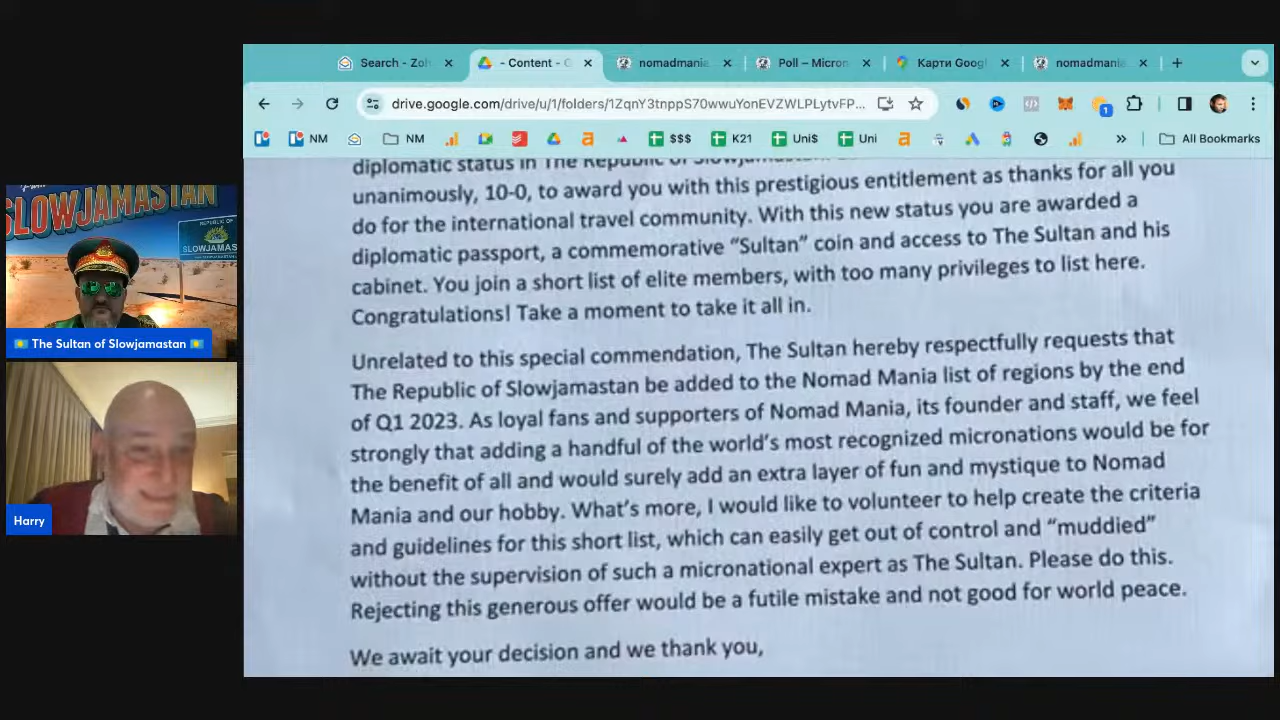 Search - Zoh
- Content - G
nomadmania
Poll – Micron
Карти Googl
nomadmania
drive.google.com/drive/u/1/folders/1ZqnY3tnppS70wwuYonEVZWLPLytvFP...
NM
NM
$$$
K21
Uni$
Uni
All Bookmarks
diplomatic status in The Republic of
unanimously, 10-0, to award you with this prestigious entitlement as thanks for all you
do for the international travel community. With this new status you are awarded a
diplomatic passport, a commemorative “Sultan” coin and access to The Sultan and his
cabinet. You join a short list of elite members, with too many privileges to list here.
Congratulations! Take a moment to take it all in.
Unrelated to this special commendation, The Sultan hereby respectfully requests that
The Republic of Slowjamastan be added to the Nomad Mania list of regions by the end
of Q1 2023. As loyal fans and supporters of Nomad Mania, its founder and staff, we feel
strongly that adding a handful of the world’s most recognized micronations would be for
the benefit of all and would surely add an extra layer of fun and mystique to Nomad
Mania and our hobby. What’s more, I would like to volunteer to help create the criteria
and guidelines for this short list, which can easily get out of control and “muddied”
without the supervision of such a micronational expert as The Sultan. Please do this.
Rejecting this generous offer would be a futile mistake and not good for world peace.
We await your decision and we thank you,
SLOWJAMASTAN
REPUBLIC OF
SLOWJAMAS
The Sultan of Slowjamastan
Harry